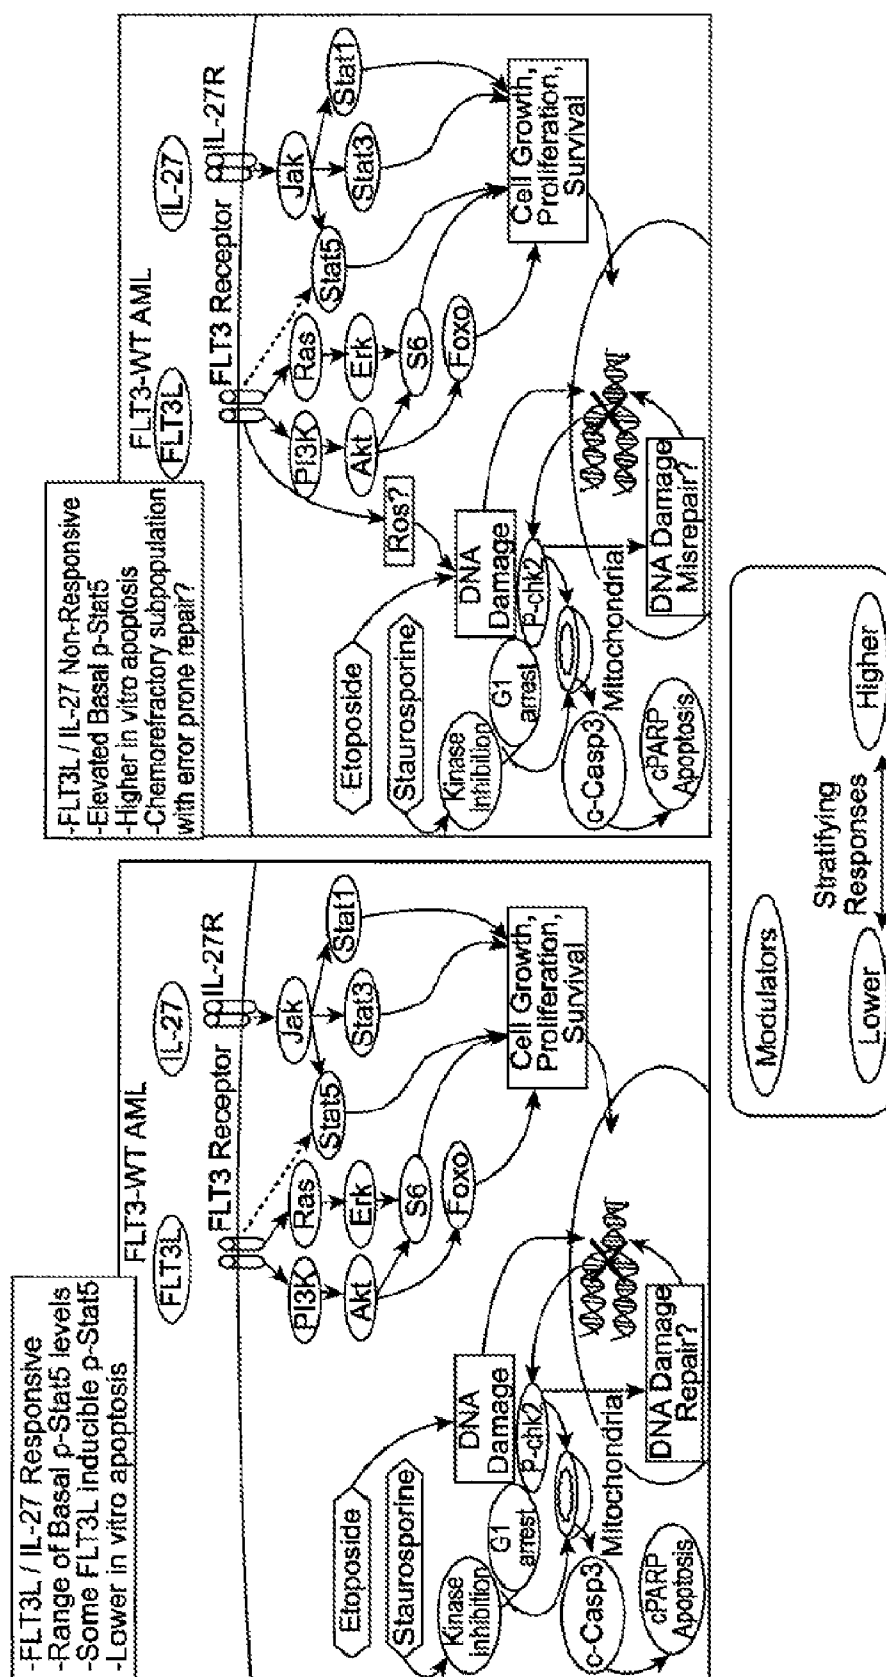 -FLT3L / IL-27 Responsive
-Range of Basal p-Stat5 levels
-Some FLT3L inducible p-Stat5
-Lower in vitro apoptosis
FLT3-WT AML
FLT3L
IL-27
FLT3 Receptor
IL-27R
PI3K
Ras
Stat5
Jak
Stat1
Akt
Erk
Stat3
S6
Foxo
Etoposide
Staurosporine
Kinase
inhibition
G1
arrest
DNA
Damage
P-chk2
Cell Growth,
Proliferation,
Survival
c-Casp3
Mitochondria
cPARP
Apoptosis
DNA Damage
Repair?
-FLT3L / IL-27 Non-Responsive
-Elevated Basal p-Stat5
-Higher in vitro apoptosis
-Chemorefractory subpopulation
with error prone repair?
FLT3-WT AML
FLT3L
IL-27
FLT3 Receptor
IL-27R
PI3K
Ras
Stat5
Jak
Stat1
Akt
Erk
Stat3
Ros?
S6
Foxo
Etoposide
Staurosporine
Kinase
inhibition
G1
arrest
DNA
Damage
P-chk2
Cell Growth,
Proliferation,
Survival
c-Casp3
Mitochondria
cPARP
Apoptosis
DNA Damage
Misrepair?
Modulators
Stratifying
Responses
Lower
Higher